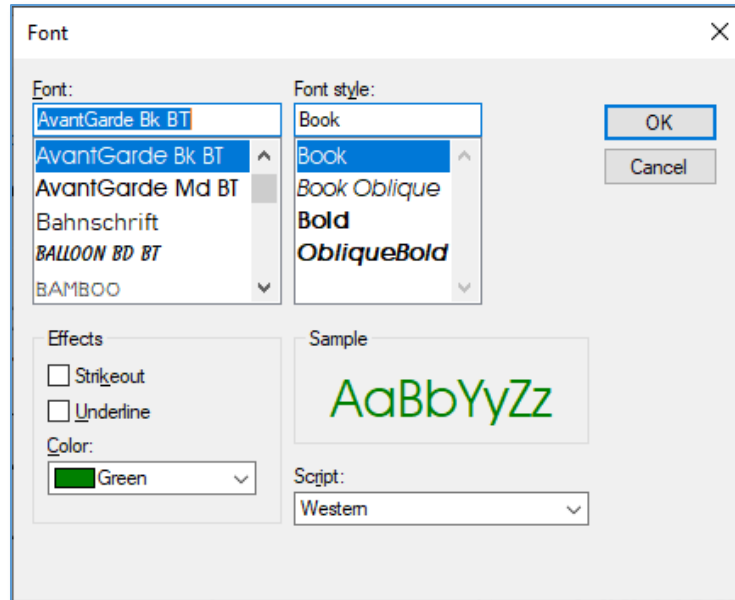 Font
Font:
AvantGarde Bk BT
AvantGarde Bk BT
AvantGarde Md BT
Bahnschrift
BALLOON BD BT
BAMBOO
Font style:
Book
Book
Book Oblique
Bold
ObliqueBold
OK
Cancel
Effects
Strikeout
Underline
Color:
Green
Sample
AaBbYyZz
Script:
Western